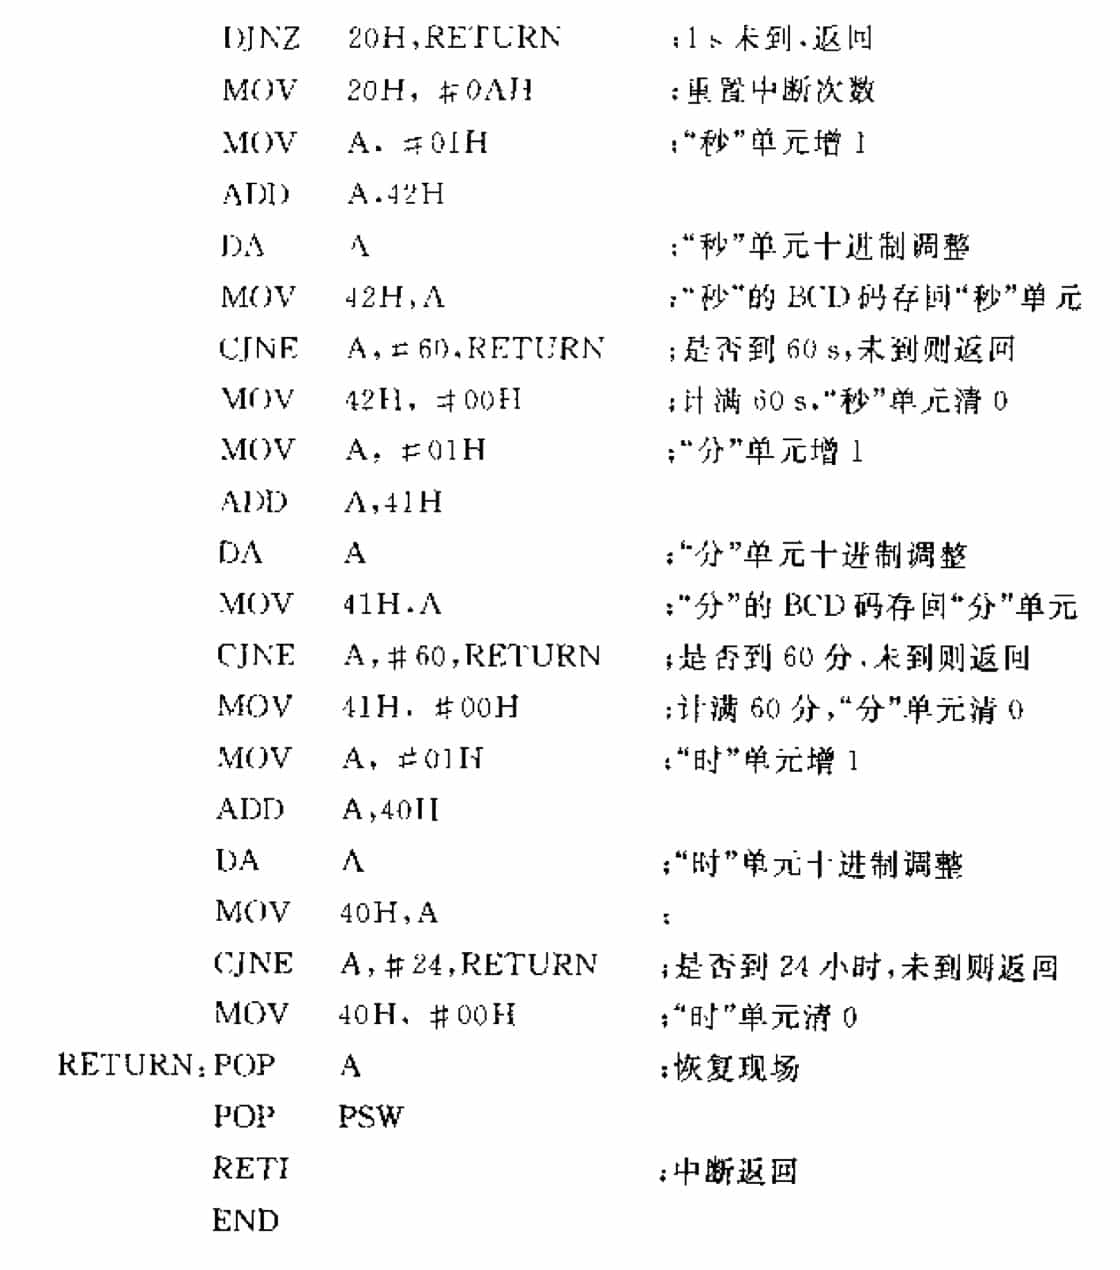 DJNZ 20H,RETURN ;1 s 未到,返回
MOV 20H, #0AH ;重置中断次数
MOV A, #01H ;“秒”单元增 1
ADD A,42H
DA A ;“秒”单元十进制调整
MOV 42H,A ;“秒”的 BCD 码存回“秒”单元
CJNE A,#60,RETURN ;是否到 60 s,未到则返回
MOV 42H, #00H ;计满 60 s,“秒”单元清 0
MOV A, #01H ;“分”单元增 1
ADD A,41H
DA A ;“分”单元十进制调整
MOV 41H,A ;“分”的 BCD 码存回“分”单元
CJNE A,#60,RETURN ;是否到 60 分,未到则返回
MOV 41H, #00H ;计满 60 分,“分”单元清 0
MOV A, #01H ;“时”单元增 1
ADD A,40H
DA A ;“时”单元十进制调整
MOV 40H,A ;
CJNE A,#24,RETURN ;是否到 24 小时,未到则返回
MOV 40H, #00H ;“时”单元清 0
RETURN:POP A ;恢复现场
POP PSW
RETI ;中断返回
END